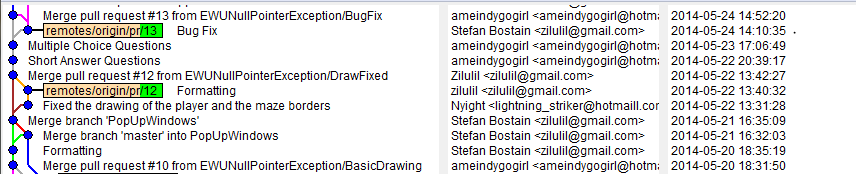 Merge pull request #13 from EWUNullPointerException/BugFix ameindygogirl <ameindygogirl@hotma 2014-05-24 14:52:20
remotes/origin/pr/13 Bug Fix Stefan Bostain <zilulil@gmail.com> 2014-05-24 14:10:35
Multiple Choice Questions ameindygogirl <ameindygogirl@hotma 2014-05-23 17:06:49
Short Answer Questions ameindygogirl <ameindygogirl@hotma 2014-05-22 20:39:17
Merge pull request #12 from EWUNullPointerException/DrawFixed Zilulil <zilulil@gmail.com> 2014-05-22 13:42:27
remotes/origin/pr/12 Formatting zilulil <zilulil@gmail.com> 2014-05-22 13:40:32
Fixed the drawing of the player and the maze borders Nyight <lightning_striker@hotmaill.cor 2014-05-22 13:31:28
Merge branch 'PopUpWindows' Stefan Bostain <zilulil@gmail.com> 2014-05-21 16:35:09
Merge branch 'master' into PopUpWindows Stefan Bostain <zilulil@gmail.com> 2014-05-21 16:32:03
Formatting Stefan Bostain <zilulil@gmail.com> 2014-05-20 18:35:19
Merge pull request #10 from EWUNullPointerException/BasicDrawing ameindygogirl <ameindygogirl@hotma 2014-05-20 18:31:50